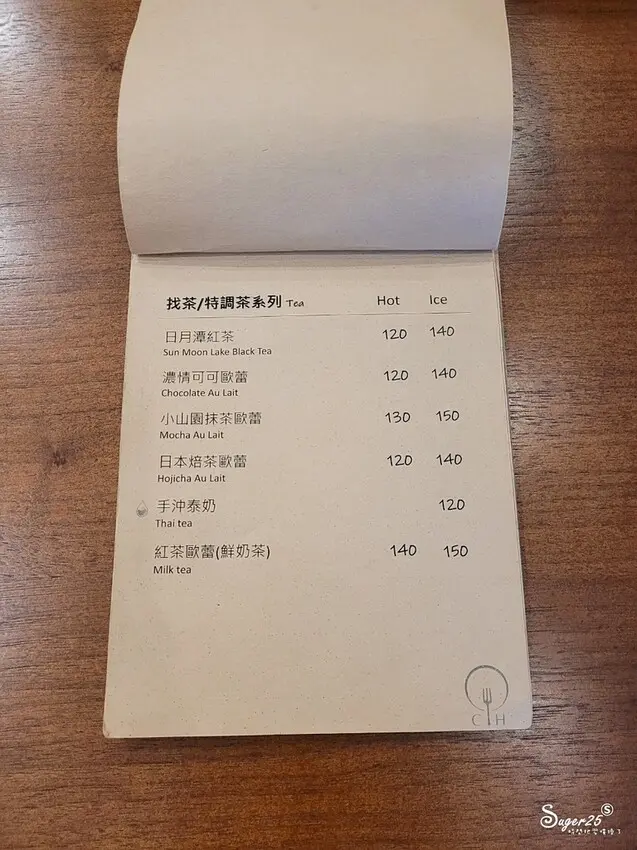 找茶/特調茶系列 Tea Hot Ice
日月潭紅茶 120 140
Sun Moon Lake Black Tea
濃情可可歐蕾 120 140
Chocolate Au Lait
小山園抹茶歐蕾 130 150
Mocha Au Lait
日本焙茶歐蕾 120 140
Hojicha Au Lait
手沖泰奶 120
Thai tea
紅茶歐蕾(鮮奶茶) 140 150
Milk tea
C H
Suger25 S